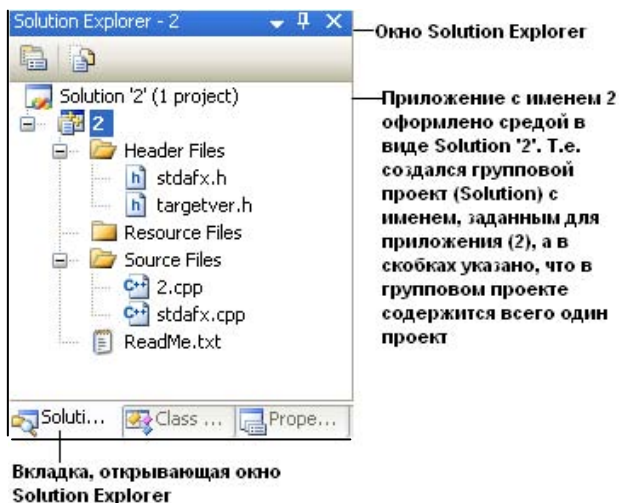 Solution Explorer - 2
Окно Solution Explorer
Solution '2' (1 project)
2
Header Files
stdafx.h
targetver.h
Resource Files
Source Files
2.cpp
stdafx.cpp
ReadMe.txt
Приложение с именем 2
оформлено средой в
виде Solution '2'. Т.е.
создался групповой
проект (Solution) с
именем, заданным для
приложения (2), а в
скобках указано, что в
групповом проекте
содержится всего один
проект
Soluti... Class ... Prope...
Вкладка, открывающая окно
Solution Explorer